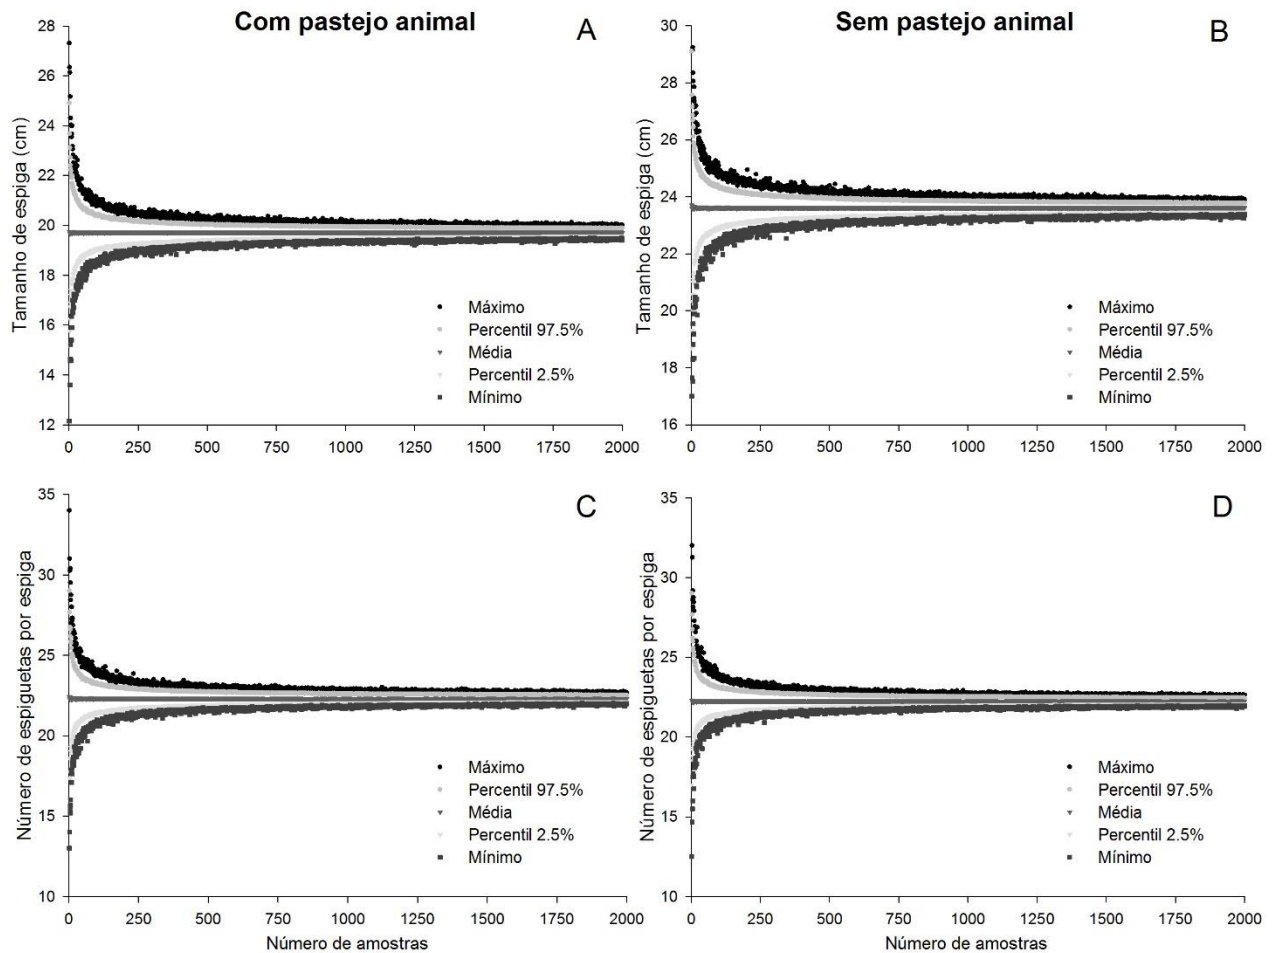 Com pastejo animal
A
Tamanho de espiga (cm)
28
26
24
22
20
18
16
14
12
Máximo
Percentil 97.5%
Média
Percentil 2.5%
Mínimo
0 250 500 750 1000 1250 1500 1750 2000
Sem pastejo animal
B
Tamanho de espiga (cm)
30
28
26
24
22
20
18
16
Máximo
Percentil 97.5%
Média
Percentil 2.5%
Mínimo
0 250 500 750 1000 1250 1500 1750 2000
C
Número de espiguetas por espiga
35
30
25
20
15
10
Máximo
Percentil 97.5%
Média
Percentil 2.5%
Mínimo
0 250 500 750 1000 1250 1500 1750 2000
Número de amostras
D
Número de espiguetas por espiga
35
30
25
20
15
10
Máximo
Percentil 97.5%
Média
Percentil 2.5%
Mínimo
0 250 500 750 1000 1250 1500 1750 2000
Número de amostras